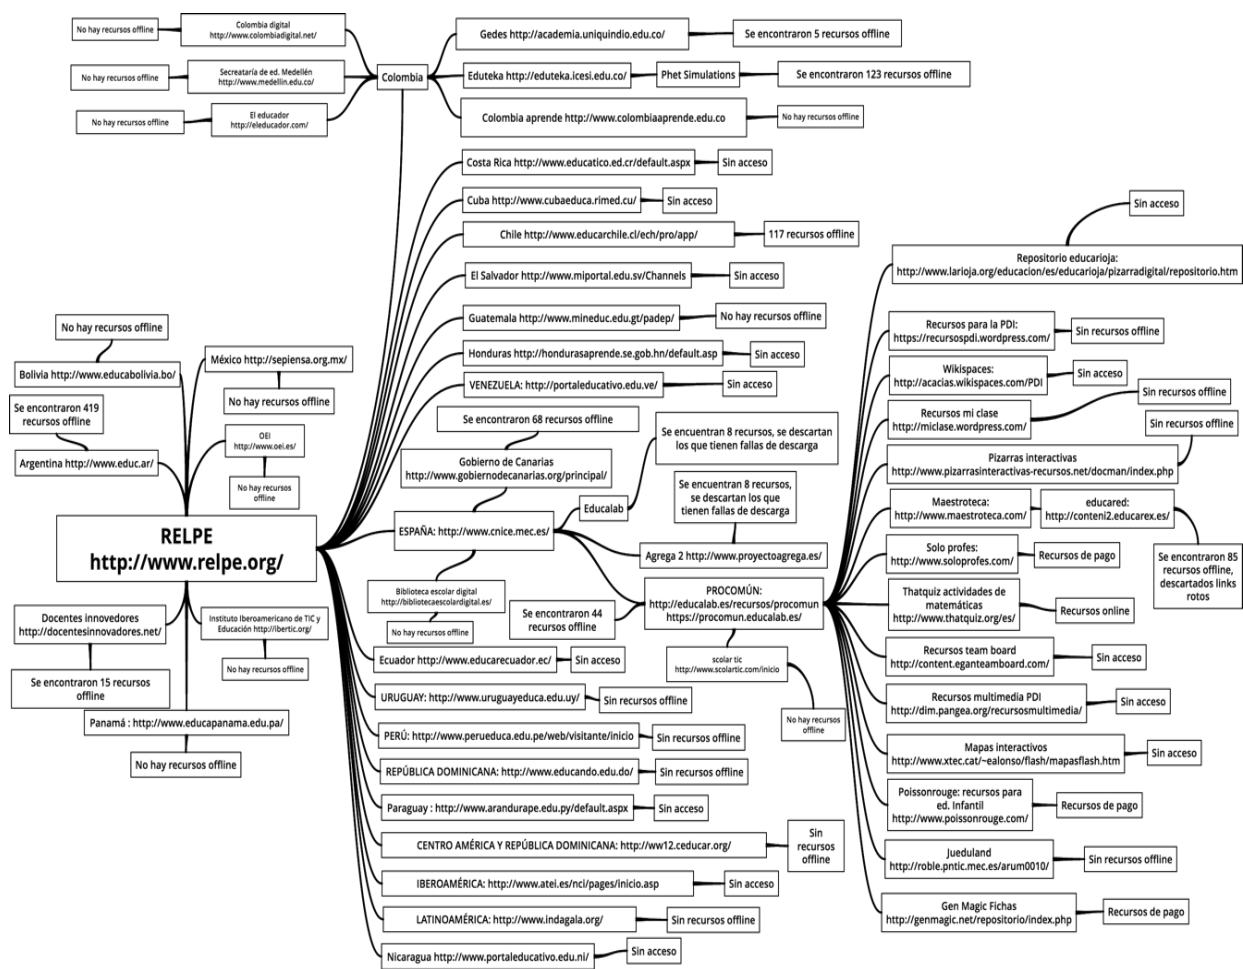 Colombia digital
http://www.colombiadigital.net/
No hay recursos offline
Secreataría de ed. Medellén
http://www.medellin.edu.co/
No hay recursos offline
El educador
http://eleducador.com/
No hay recursos offline
Colombia
Gedes http://academia.uniquindio.edu.co/
Se encontraron 5 recursos offline
Eduteka http://eduteka.icesi.edu.co/
Phet Simulations
Se encontraron 123 recursos offline
Colombia aprende http://www.colombiaaprende.edu.co
No hay recursos offline
Costa Rica http://www.educatico.ed.cr/default.aspx
Sin acceso
Cuba http://www.cubaeduca.rimed.cu/
Sin acceso
Chile http://www.educarchile.cl/ech/pro/app/
117 recursos offline
El Salvador http://www.miportal.edu.sv/Channels
Sin acceso
Guatemala http://www.mineduc.edu.gt/padep/
No hay recursos offline
Honduras http://hondurasaprende.se.gob.hn/default.asp
Sin acceso
VENEZUELA: http://portaleducativo.edu.ve/
Sin acceso
No hay recursos offline
Bolivia http://www.educabolivia.bo/
México http://sepiensa.org.mx/
No hay recursos offline
Se encontraron 419
recursos offline
Argentina http://www.educ.ar/
OEI
http://www.oei.es/
No hay recursos
offline
RELPE
http://www.relpe.org/
Docentes innovedores
http://docentesinnovadores.net/
Se encontraron 15 recursos
offline
Instituto Iberoamericano de TIC y
Educación http://ibertic.org/
No hay recursos offline
Panamá : http://www.educapanama.edu.pa/
No hay recursos offline
Se encontraron 68 recursos offline
Gobierno de Canarias
http://www.gobiernodecanarias.org/principal/
ESPAÑA: http://www.cnice.mec.es/
Educalab
Se encuentran 8 recursos, se descartan
los que tienen fallas de descarga
Se encuentran 8 recursos,
se descartan los que
tienen fallas de descarga
Agrega 2 http://www.proyectoagrega.es/
Biblioteca escolar digital
http://bibliotecaescolardigital.es/
No hay recursos offline
Se encontraron 44
recursos offline
PROCOMÚN:
http://educalab.es/recursos/procomun
https://procomun.educalab.es/
scolar tic
http://www.scolartic.com/inicio
No hay recursos
offline
Ecuador http://www.educarecuador.ec/
Sin acceso
URUGUAY: http://www.uruguayeduca.edu.uy/
Sin recursos offline
PERÚ: http://www.perueduca.edu.pe/web/visitante/inicio
Sin recursos offline
REPÚBLICA DOMINICANA: http://www.educando.edu.do/
Sin recursos offline
Paraguay : http://www.arandurape.edu.py/default.aspx
Sin acceso
CENTRO AMÉRICA Y REPÚBLICA DOMINICANA: http://ww12.ceducar.org/
Sin
recursos
offline
IBEROAMÉRICA: http://www.atei.es/nci/pages/inicio.asp
Sin acceso
LATINOAMÉRICA: http://www.indagala.org/
Sin recursos offline
Nicaragua http://www.portaleducativo.edu.ni/
Sin acceso
Sin acceso
Repositorio educarioja:
http://www.larioja.org/educacion/es/educarioja/pizarradigital/repositorio.htm
Recursos para la PDI:
https://recursospdi.wordpress.com/
Sin recursos offline
Wikispaces:
http://acacias.wikispaces.com/PDI
Sin acceso
Recursos mi clase
http://miclase.wordpress.com/
Sin recursos offline
Pizarras interactivas
http://www.pizarrasinteractivas-recursos.net/docman/index.php
Sin recursos offline
Maestroteca:
http://www.maestroteca.com/
educared:
http://conteni2.educarex.es/
Se encontraron 85
recursos offline,
descartados links
rotos
Solo profes:
http://www.soloprofes.com/
Recursos de pago
Thatquiz actividades de
matemáticas
http://www.thatquiz.org/es/
Recursos online
Recursos team board
http://content.eganteamboard.com/
Sin acceso
Recursos multimedia PDI
http://dim.pangea.org/recursosmultimedia/
Sin acceso
Mapas interactivos
http://www.xtec.cat/~ealonso/flash/mapasflash.htm
Sin acceso
Poissonrouge: recursos para
ed. Infantil
http://www.poissonrouge.com/
Recursos de pago
Jueduland
http://roble.pntic.mec.es/arum0010/
Sin recursos offline
Gen Magic Fichas
http://genmagic.net/repositorio/index.php
Recursos de pago